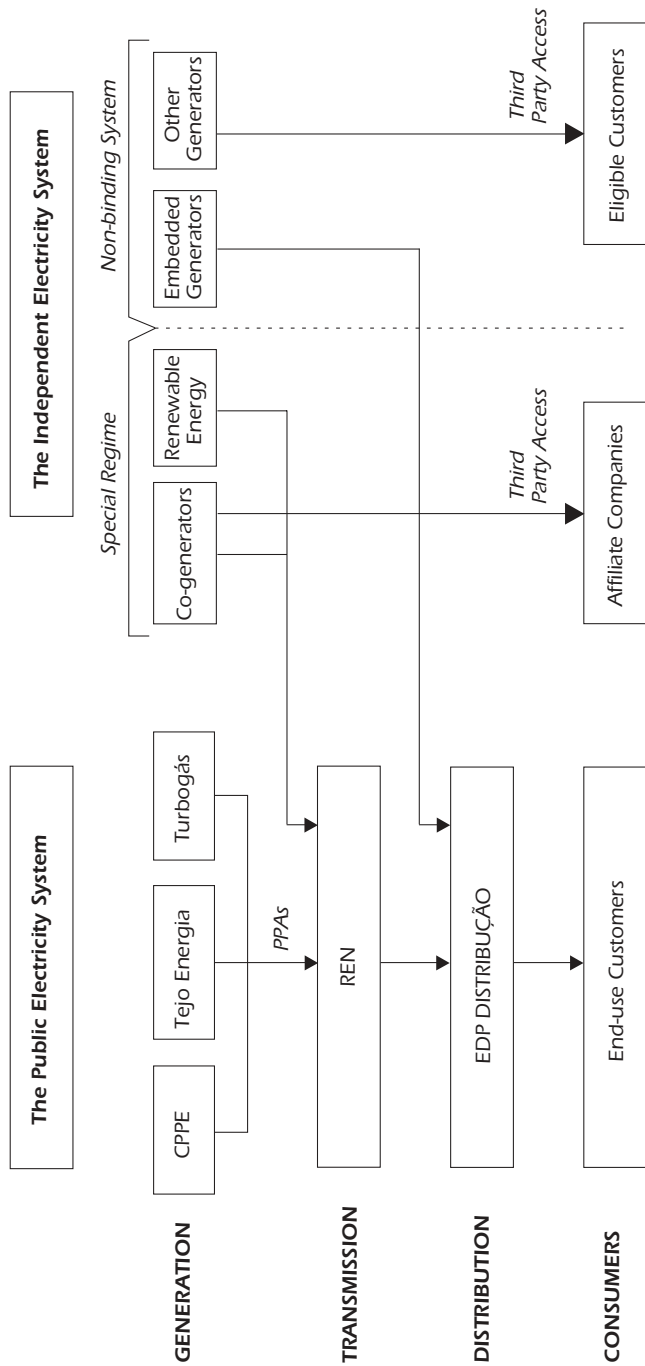 The Public Electricity System
The Independent Electricity System
Special Regime
Non-binding System
GENERATION
CPPE
Tejo Energia
Turbogás
Co-generators
Renewable
Energy
Embedded
Generators
Other
Generators
PPAs
TRANSMISSION
REN
DISTRIBUTION
EDP DISTRIBUÇÃO
Third
Party Access
Third
Party Access
CONSUMERS
End-use Customers
Affiliate Companies
Eligible Customers